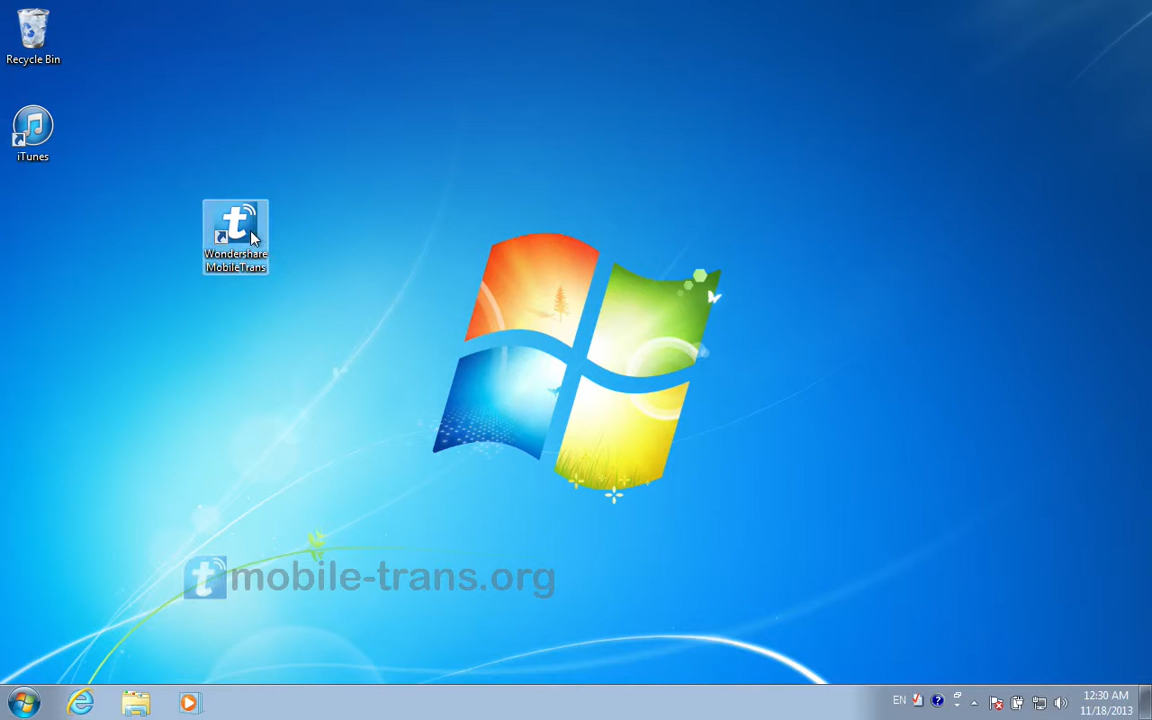 Recycle Bin
iTunes
Wondershare
MobileTrans
mobile-trans.org
EN
12:30 AM
11/18/2013